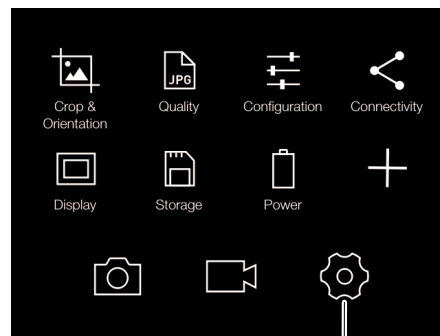 JPG
Crop &
Orientation
Quality
Configuration
Connectivity
Display
Storage
Power